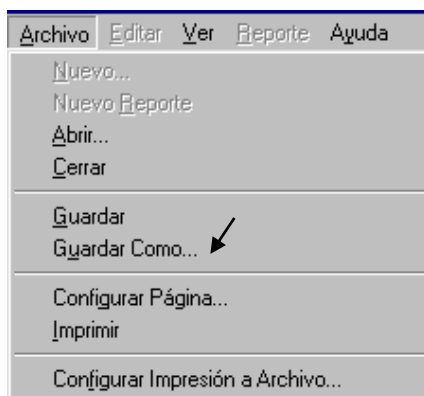 Archivo Editar Ver Reporte Ayuda
Nuevo...
Nuevo Reporte
Abrir...
Cerrar
Guardar
Guardar Como...
Configurar Página...
Imprimir
Configurar Impresión a Archivo...